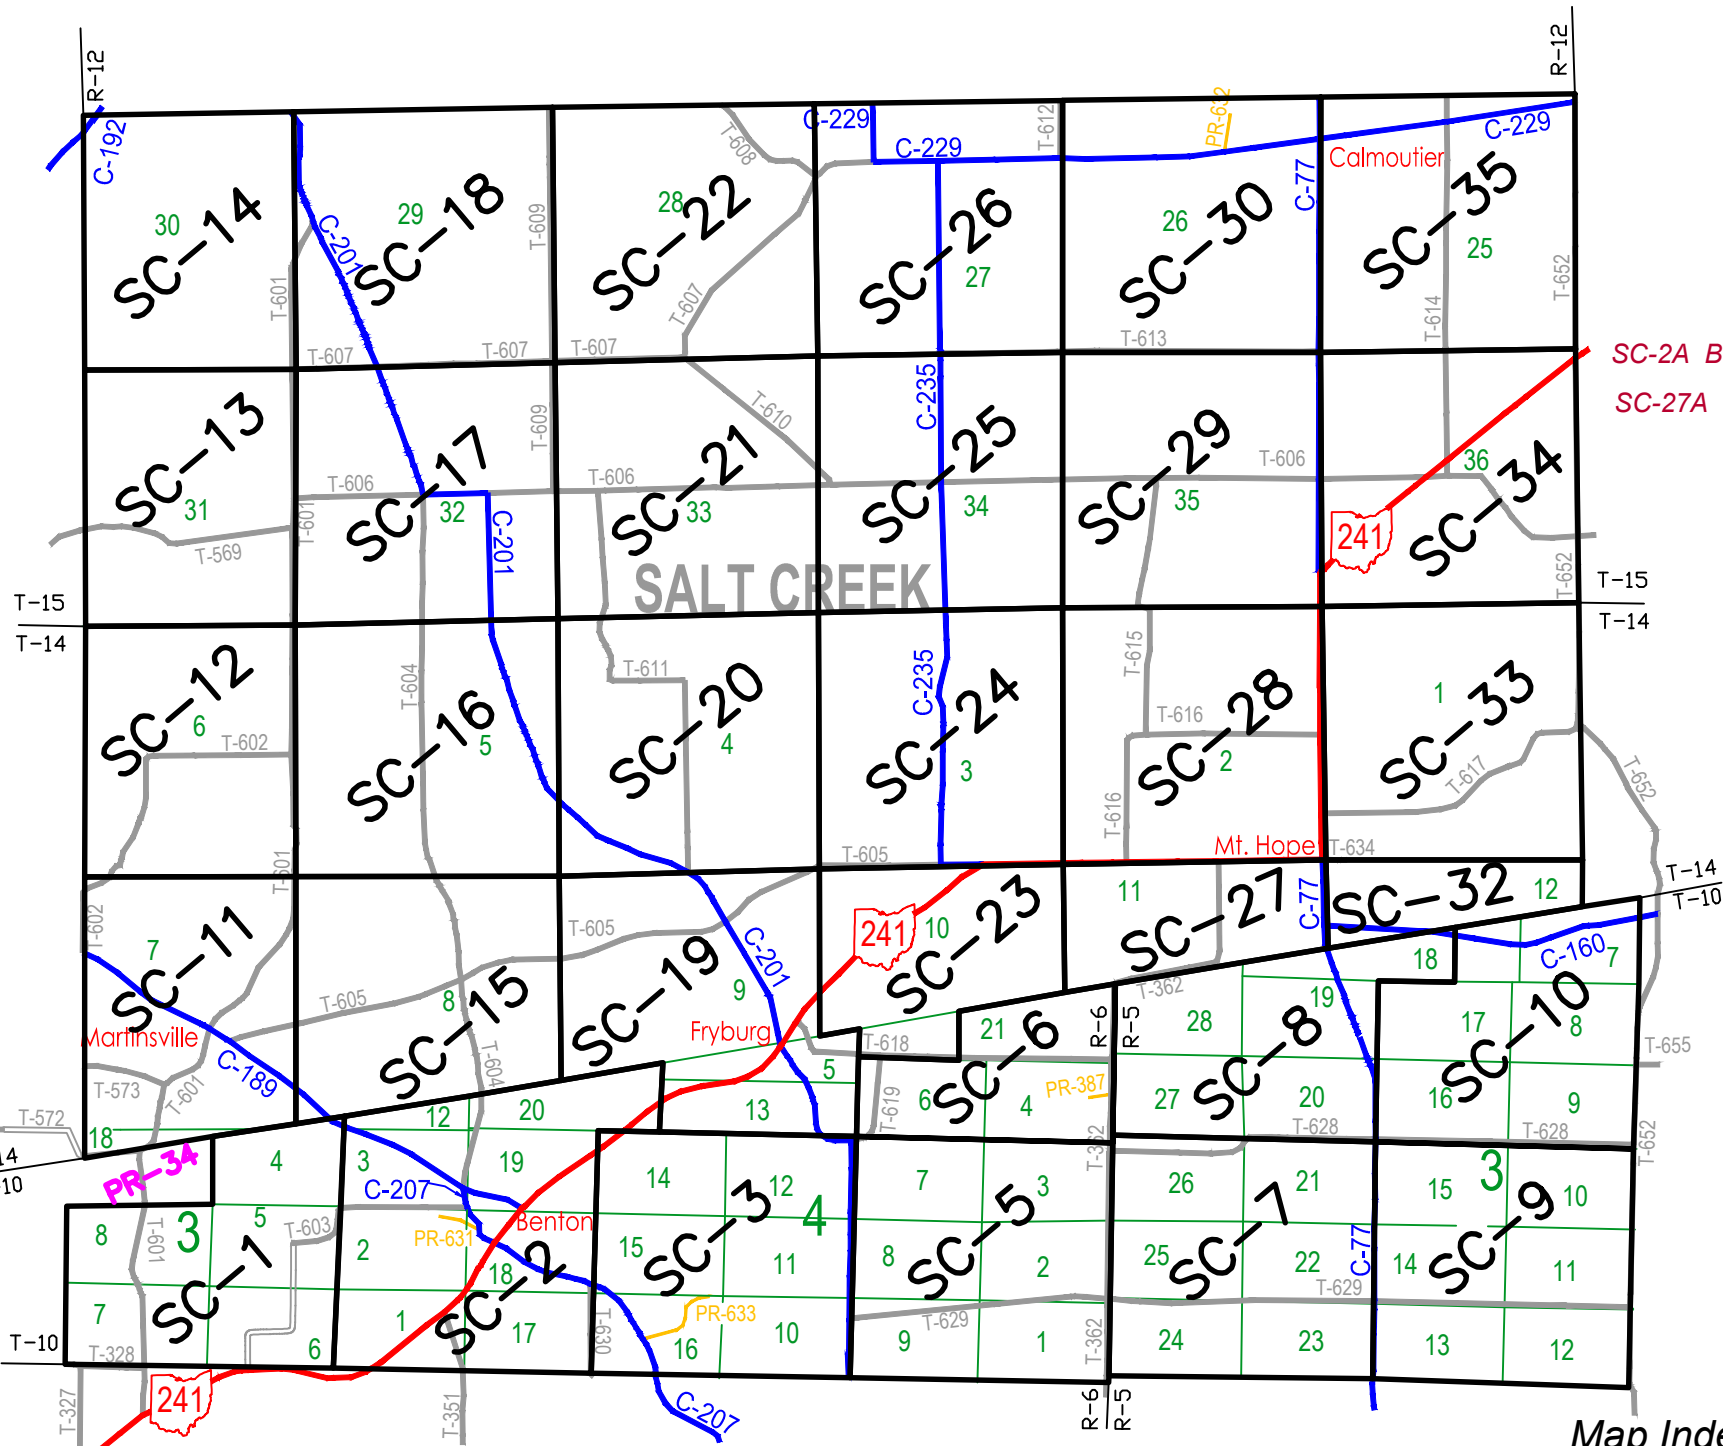 R-12
R-12
C-192
C-229
C-229
C-229
T-608
T-612
PR-632
C-77
Calmoutier
30
SC-14
29
SC-18
28
SC-22
SC-26
27
26
SC-30
SC-35
25
C-201
T-609
T-601
T-607
T-614
T-652
T-607
T-607
T-607
T-613
SC-2A B
SC-27A
SC-13
31
SC-17
32
T-609
T-610
SC-21
33
C-235
SC-25
34
SC-29
35
36
SC-34
T-606
T-606
T-606
T-601
T-569
C-201
241
T-652
SALT CREEK
T-15
T-14
T-15
T-14
SC-12
6
T-602
T-604
SC-16
5
T-611
SC-20
4
C-235
SC-24
3
T-615
T-616
SC-28
2
T-616
1
SC-33
T-617
T-652
T-601
T-605
Mt. Hope
T-634
T-14
T-10
T-602
7
SC-11
Martinsville
T-605
8
SC-15
T-605
SC-19
9
C-201
Fryburg
241
10
SC-23
11
SC-27
C-77
SC-32
12
C-160
7
18
T-362
R-6
R-5
21
SC-6
T-618
28
19
SC-8
17
SC-10
8
T-655
T-573
T-601
C-189
T-604
5
13
T-619
6
4
PR-387
27
20
16
9
T-572
18
12
20
T-628
T-628
T-652
14
10
PR-34
4
3
19
14
12
7
3
T-362
26
21
15
3
10
C-207
Benton
8
3
5
T-603
2
PR-631
18
15
SC-3
4
11
8
SC-5
2
25
SC-7
22
C-77
14
SC-9
11
T-601
SC-1
SC-2
T-629
T-629
7
1
17
T-630
PR-633
16
10
9
1
T-362
24
23
13
12
T-10
T-328
6
T-327
241
T-351
C-207
R-6
R-5
Map Inde